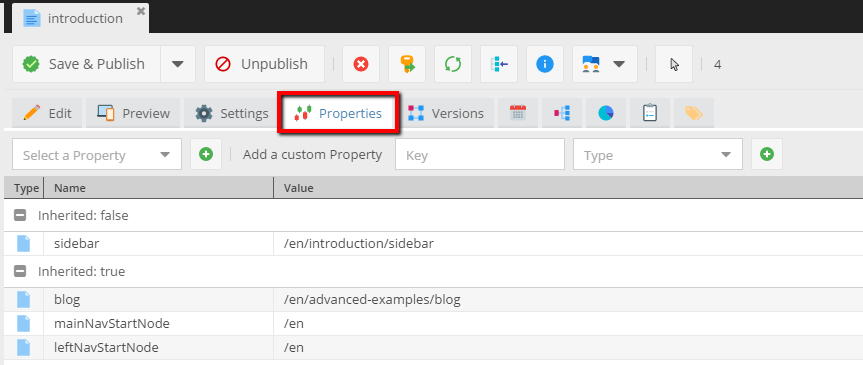 introduction
Save & Publish Unpublish 4
Edit Preview Settings Properties Versions
Select a Property Add a custom Property Key Type
Type Name Value
Inherited: false
sidebar /en/introduction/sidebar
Inherited: true
blog /en/advanced-examples/blog
mainNavStartNode /en
leftNavStartNode /en